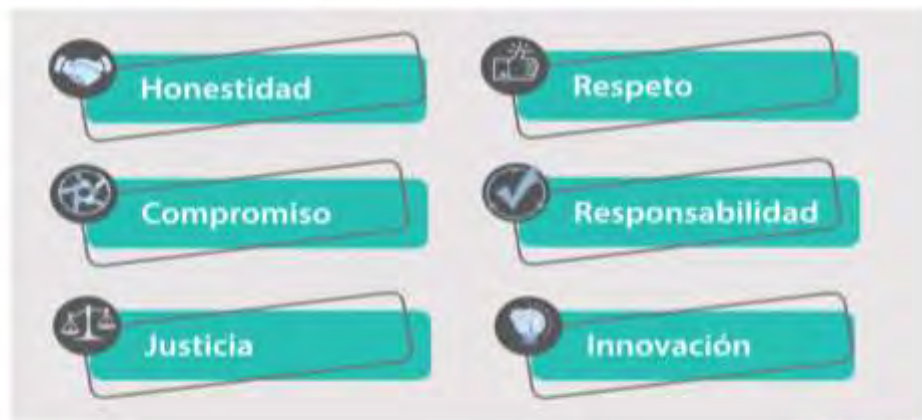 Honestidad
Respeto
Compromiso
Responsabilidad
Justicia
Innovación